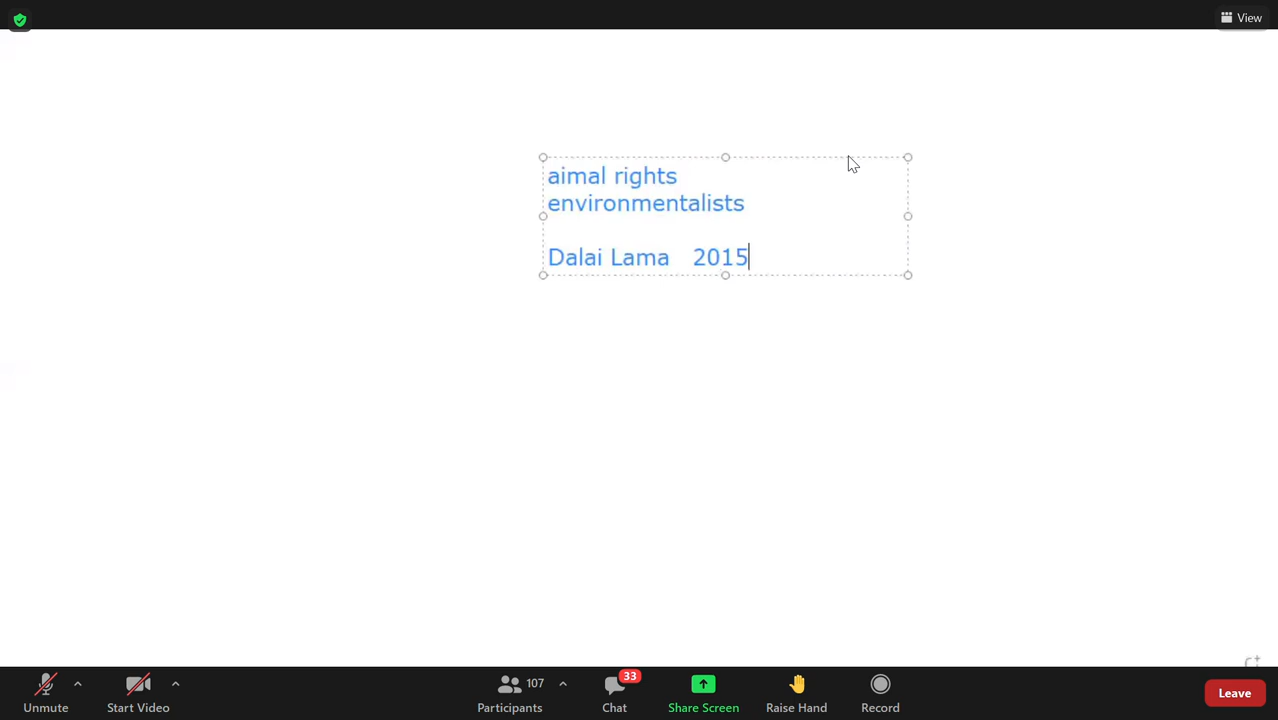 View
aimal rights
environmentalists
Dalai Lama 2015
107
33
Unmute
Start Video
Participants
Chat
Share Screen
Raise Hand
Record
Leave